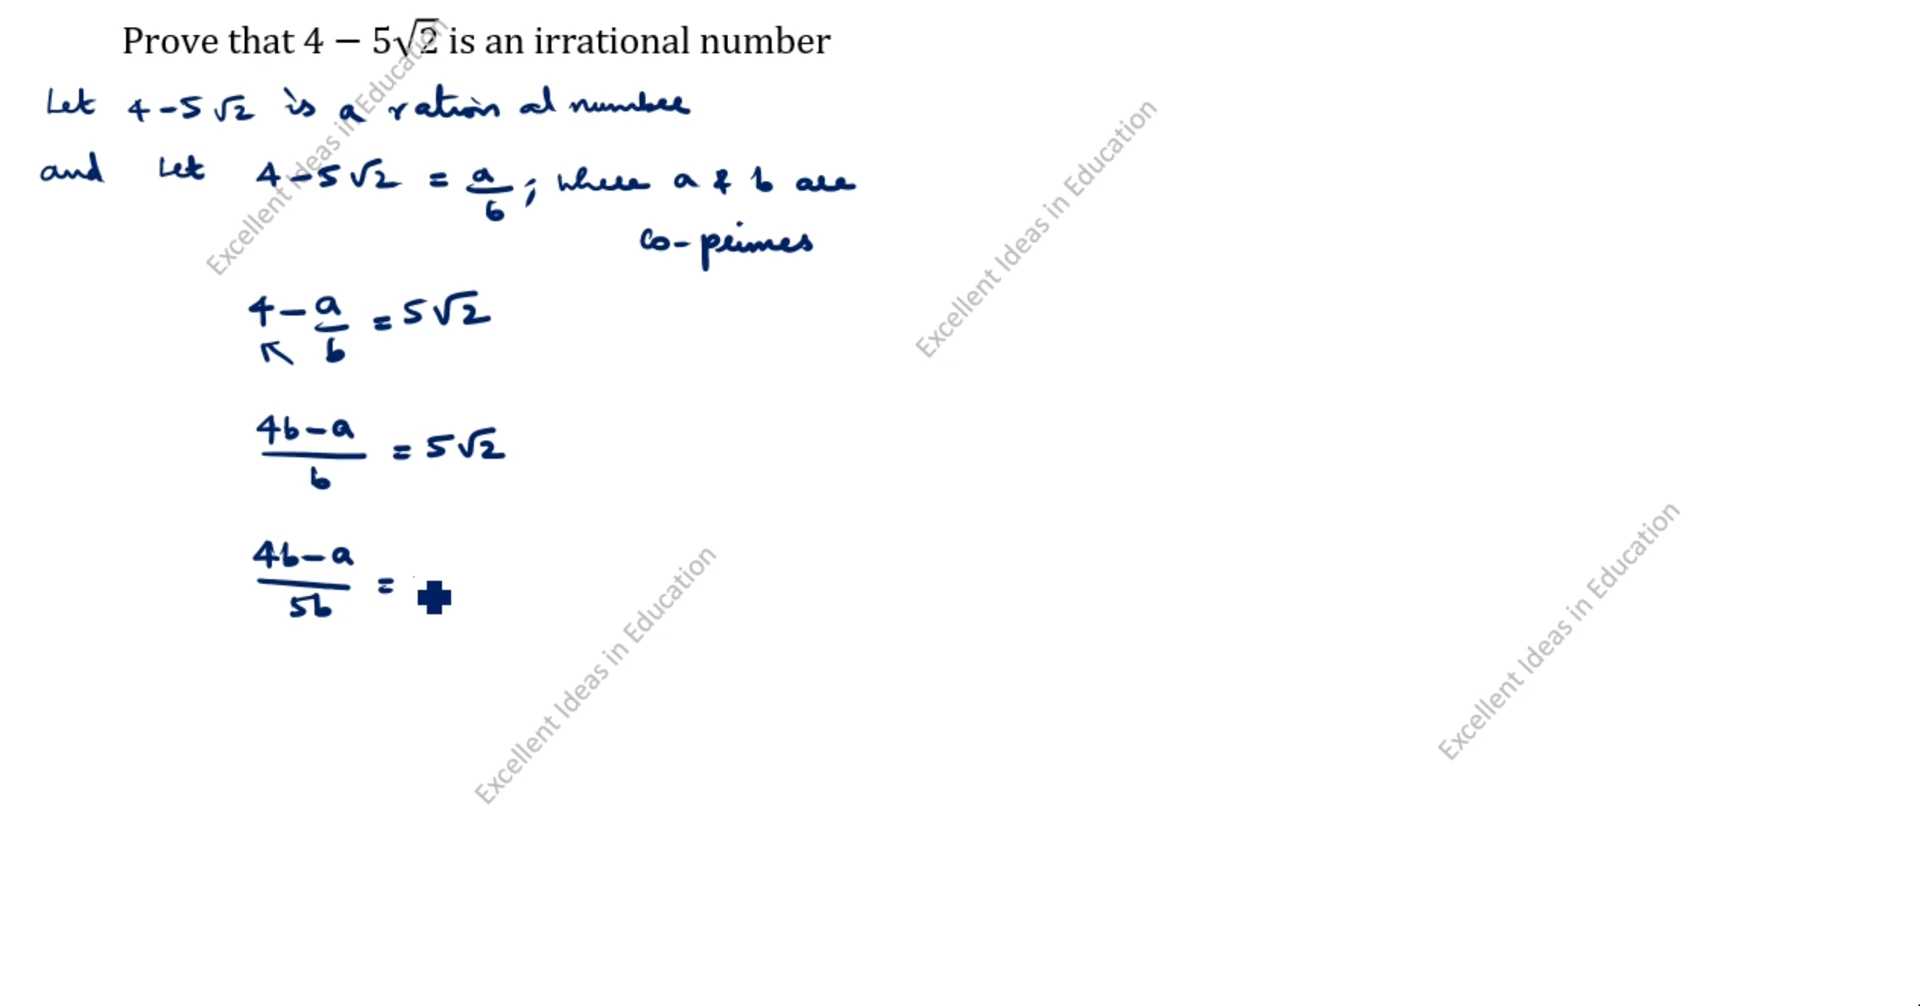 Prove that 4 − 5√2 is an irrational number
Let 4-5√2 is a rational number
and Let 4-5√2 = a/b ; where a & b are
co-primes
4 - a/b = 5√2
4b-a/b = 5√2
4b-a/5b =
Excellent Ideas in Education
Excellent Ideas in Education
Excellent Ideas in Education
Excellent Ideas in Education